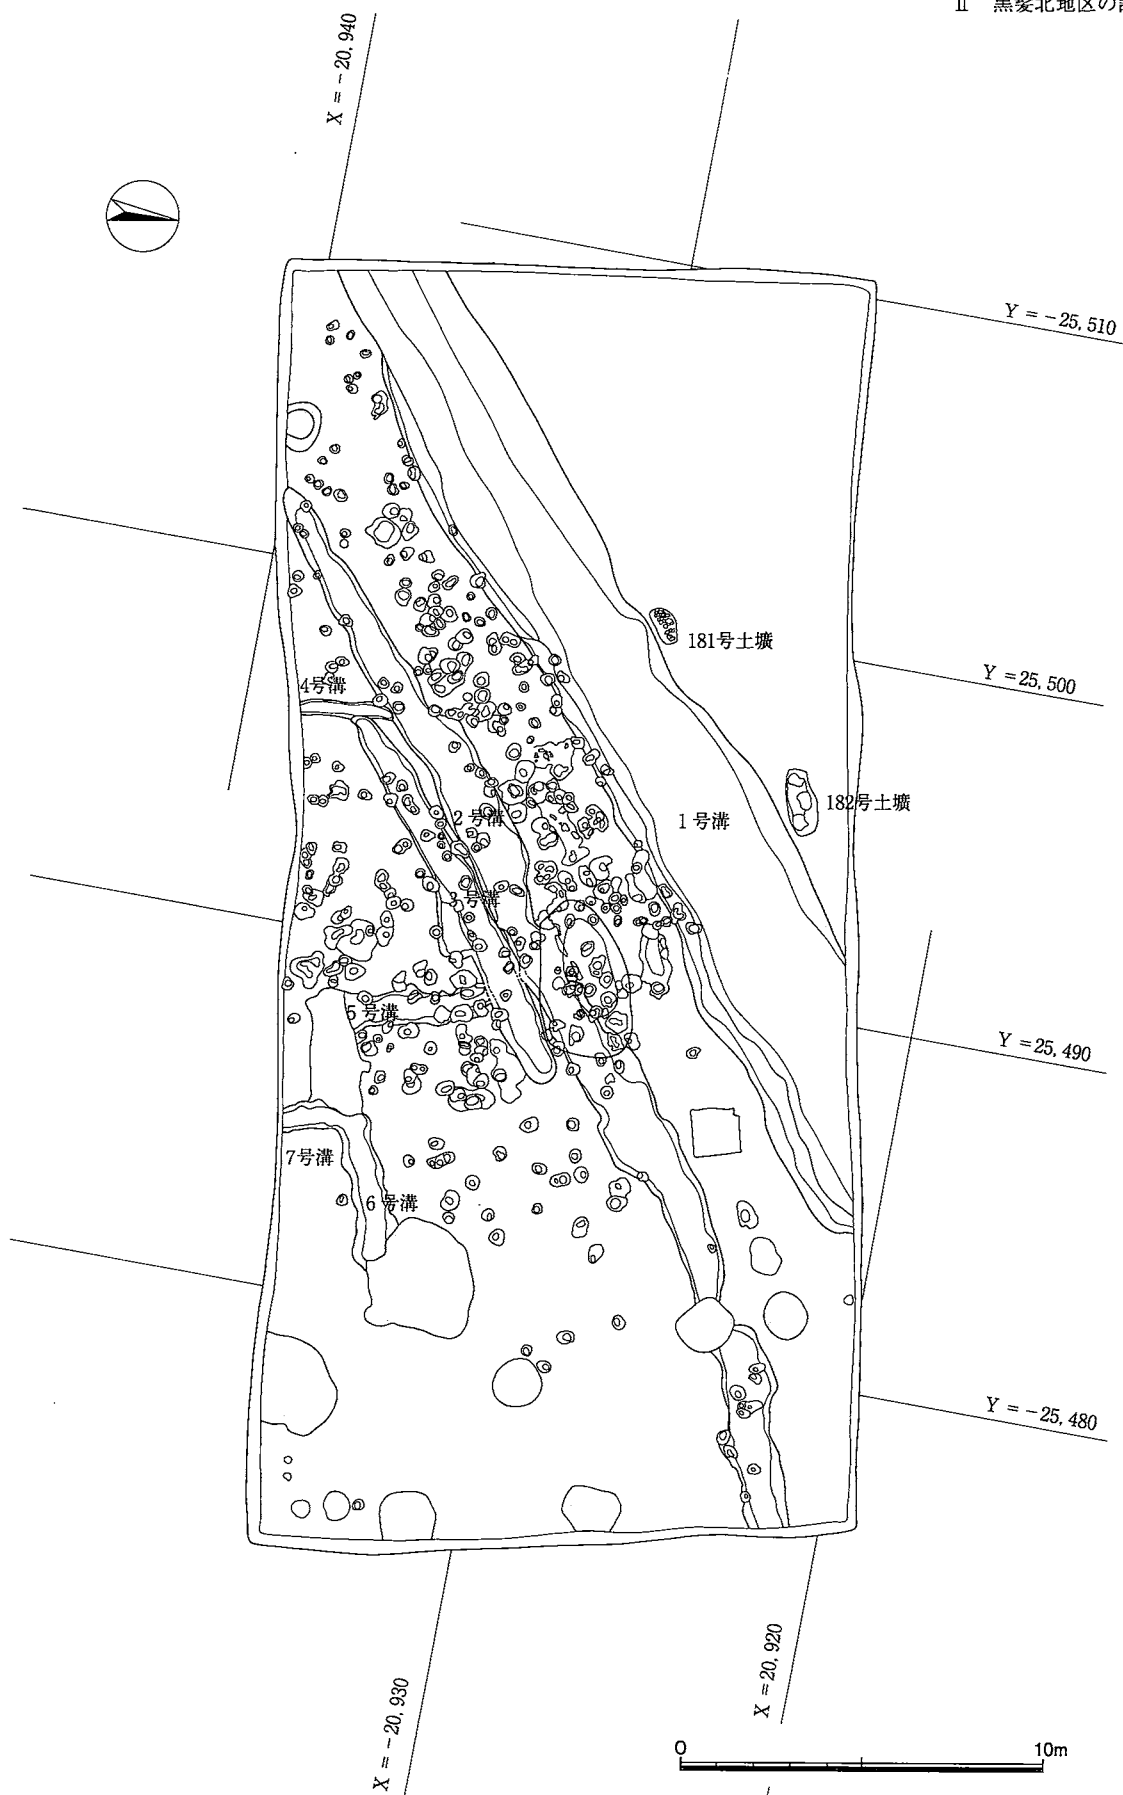 Ⅱ 黒髪北地区の
X = -20,940
Y = -25,510
181号土壙
Y = 25,500
4号溝
182号土壙
2号溝
1号溝
3号溝
5号溝
Y = 25,490
7号溝
6号溝
Y = -25,480
X = 20,920
X = -20,930
0 10m